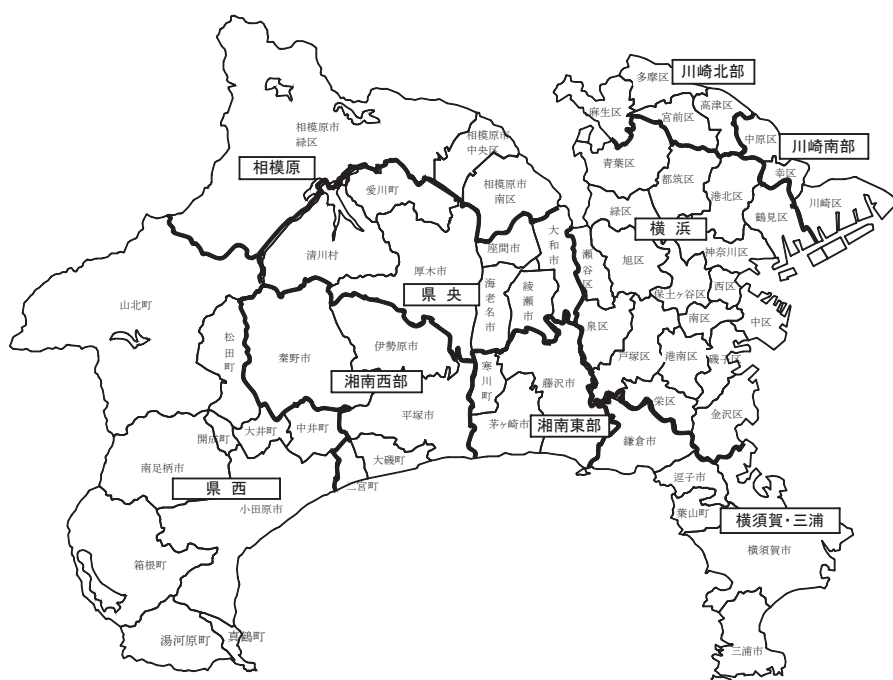 多摩区
川崎北部
麻生区
宮前区
高津区
中原区
川崎南部
相模原市
緑区
相模原市
中央区
青葉区
幸区
相模原
愛川町
相模原市
南区
都筑区
港北区
川崎区
緑区
鶴見区
横浜
大和市
座間市
瀬谷区
旭区
神奈川区
清川村
厚木市
県央
海老名市
綾瀬市
保土ヶ谷区
西区
山北町
松田町
秦野市
伊勢原市
泉区
南区
中区
戸塚区
港南区
磯子区
湘南西部
寒川町
藤沢市
栄区
金沢区
開成町
大井町
中井町
平塚市
茅ヶ崎市
湘南東部
鎌倉市
南足柄市
県西
大磯町
二宮町
逗子市
小田原市
葉山町
横須賀・三浦
横須賀市
箱根町
湯河原町
真鶴町
三浦市